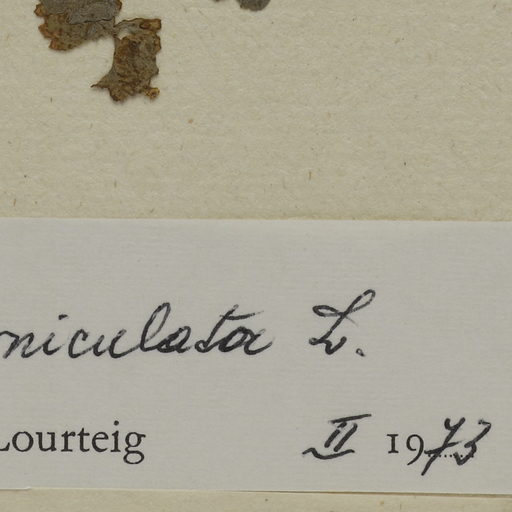 niculata L.
Lourteig II 1973